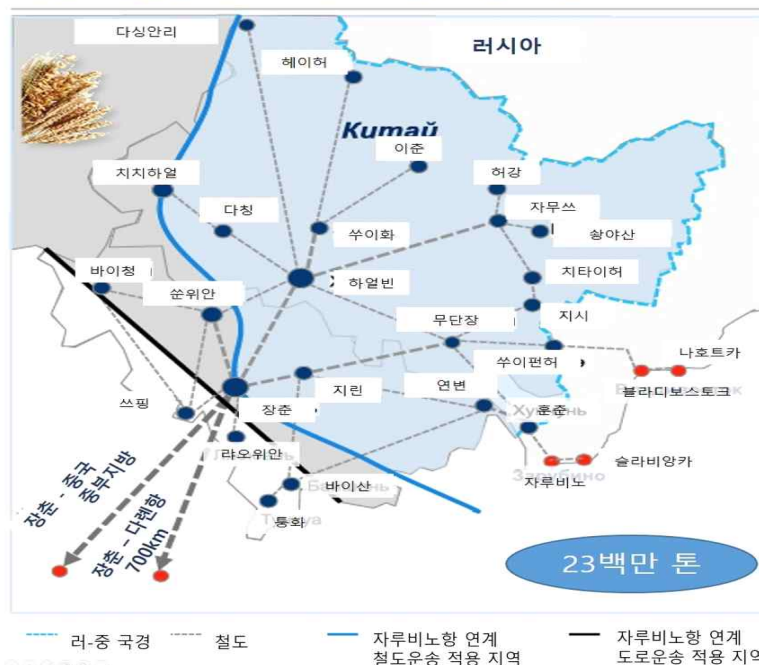 다싱안리
러시아
헤이허
Китай
이준
치치하얼
허강
다칭
자무쓰
쑤이화
솽야산
바이청
하얼빈
치타이허
쑨위안
무단장
지시
쑤이펀허
나호트카
지린
연변
블라디보스토크
쓰핑
장춘
훈준
랴오위안
슬라비앙카
바이산
자루비노
퉁화
장춘 – 중국
중부지방
장춘 – 다롄항
700km
23백만 톤
러-중 국경
철도
자루비노항 연계
철도운송 적용 지역
자루비노항 연계
도로운송 적용 지역